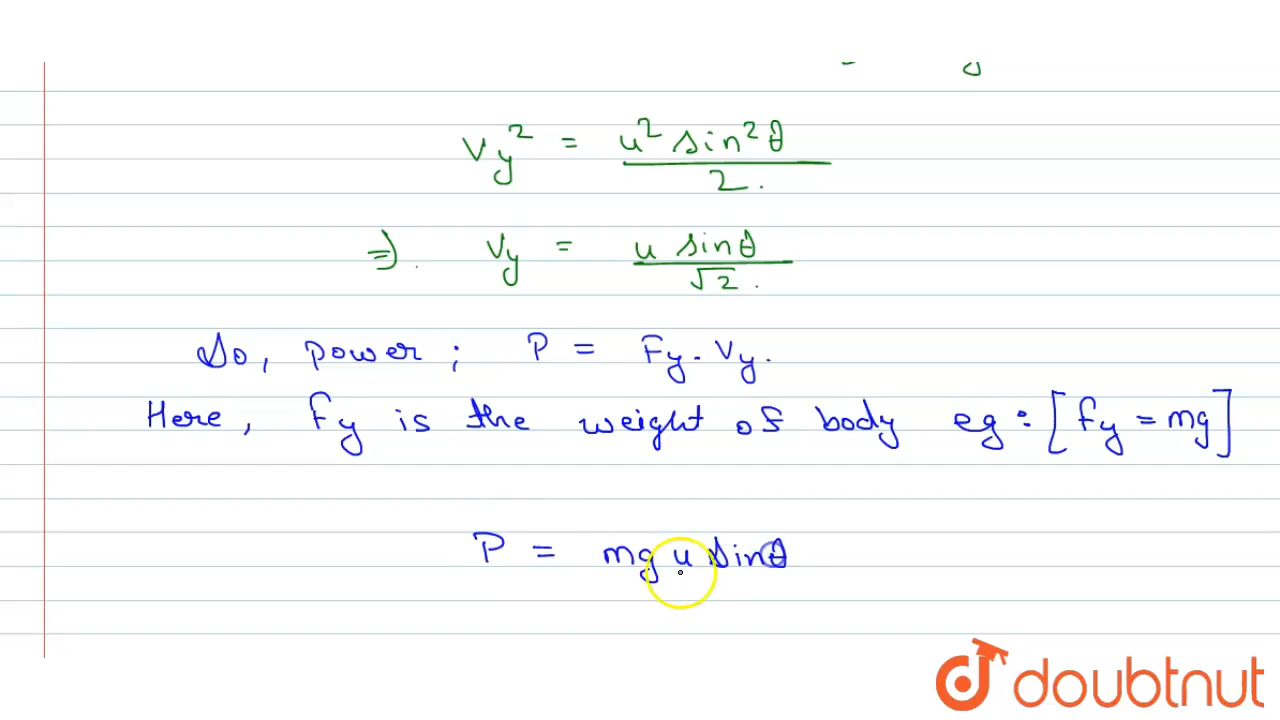 Vy² = u² sin²θ / 2.
⇒. Vy = u sinθ / √2.
So, power; P = Fy. Vy.
Here, fy is the weight of body eg: [fy = mg]
P = mg u sinθ
doubtnut